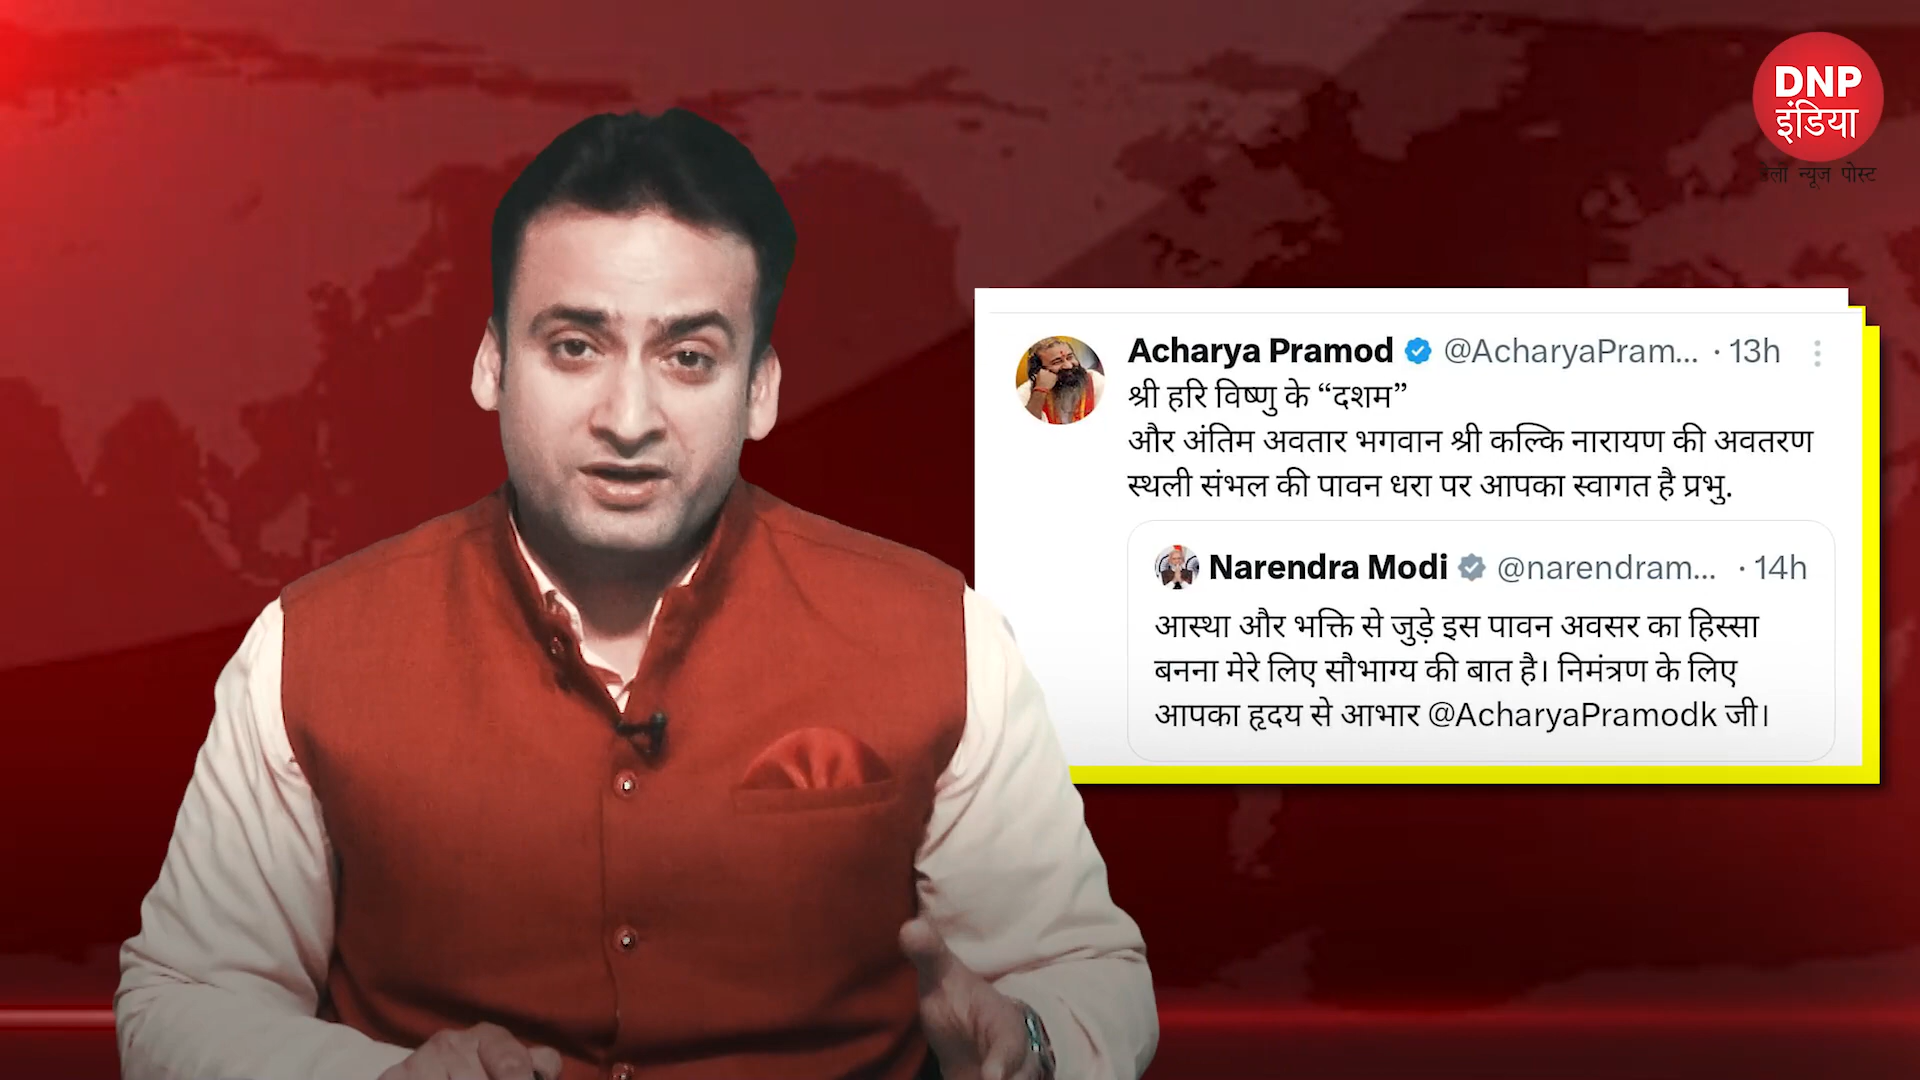 DNP
इंडिया
न्यूज़ पोस्ट
Acharya Pramod @AcharyaPram... · 13h
श्री हरि विष्णु के “दशम”
और अंतिम अवतार भगवान श्री कल्कि नारायण की अवतरण
स्थली संभल की पावन धरा पर आपका स्वागत है प्रभु.
Narendra Modi @narendram... · 14h
आस्था और भक्ति से जुड़े इस पावन अवसर का हिस्सा
बनना मेरे लिए सौभाग्य की बात है। निमंत्रण के लिए
आपका हृदय से आभार @AcharyaPramodk जी।